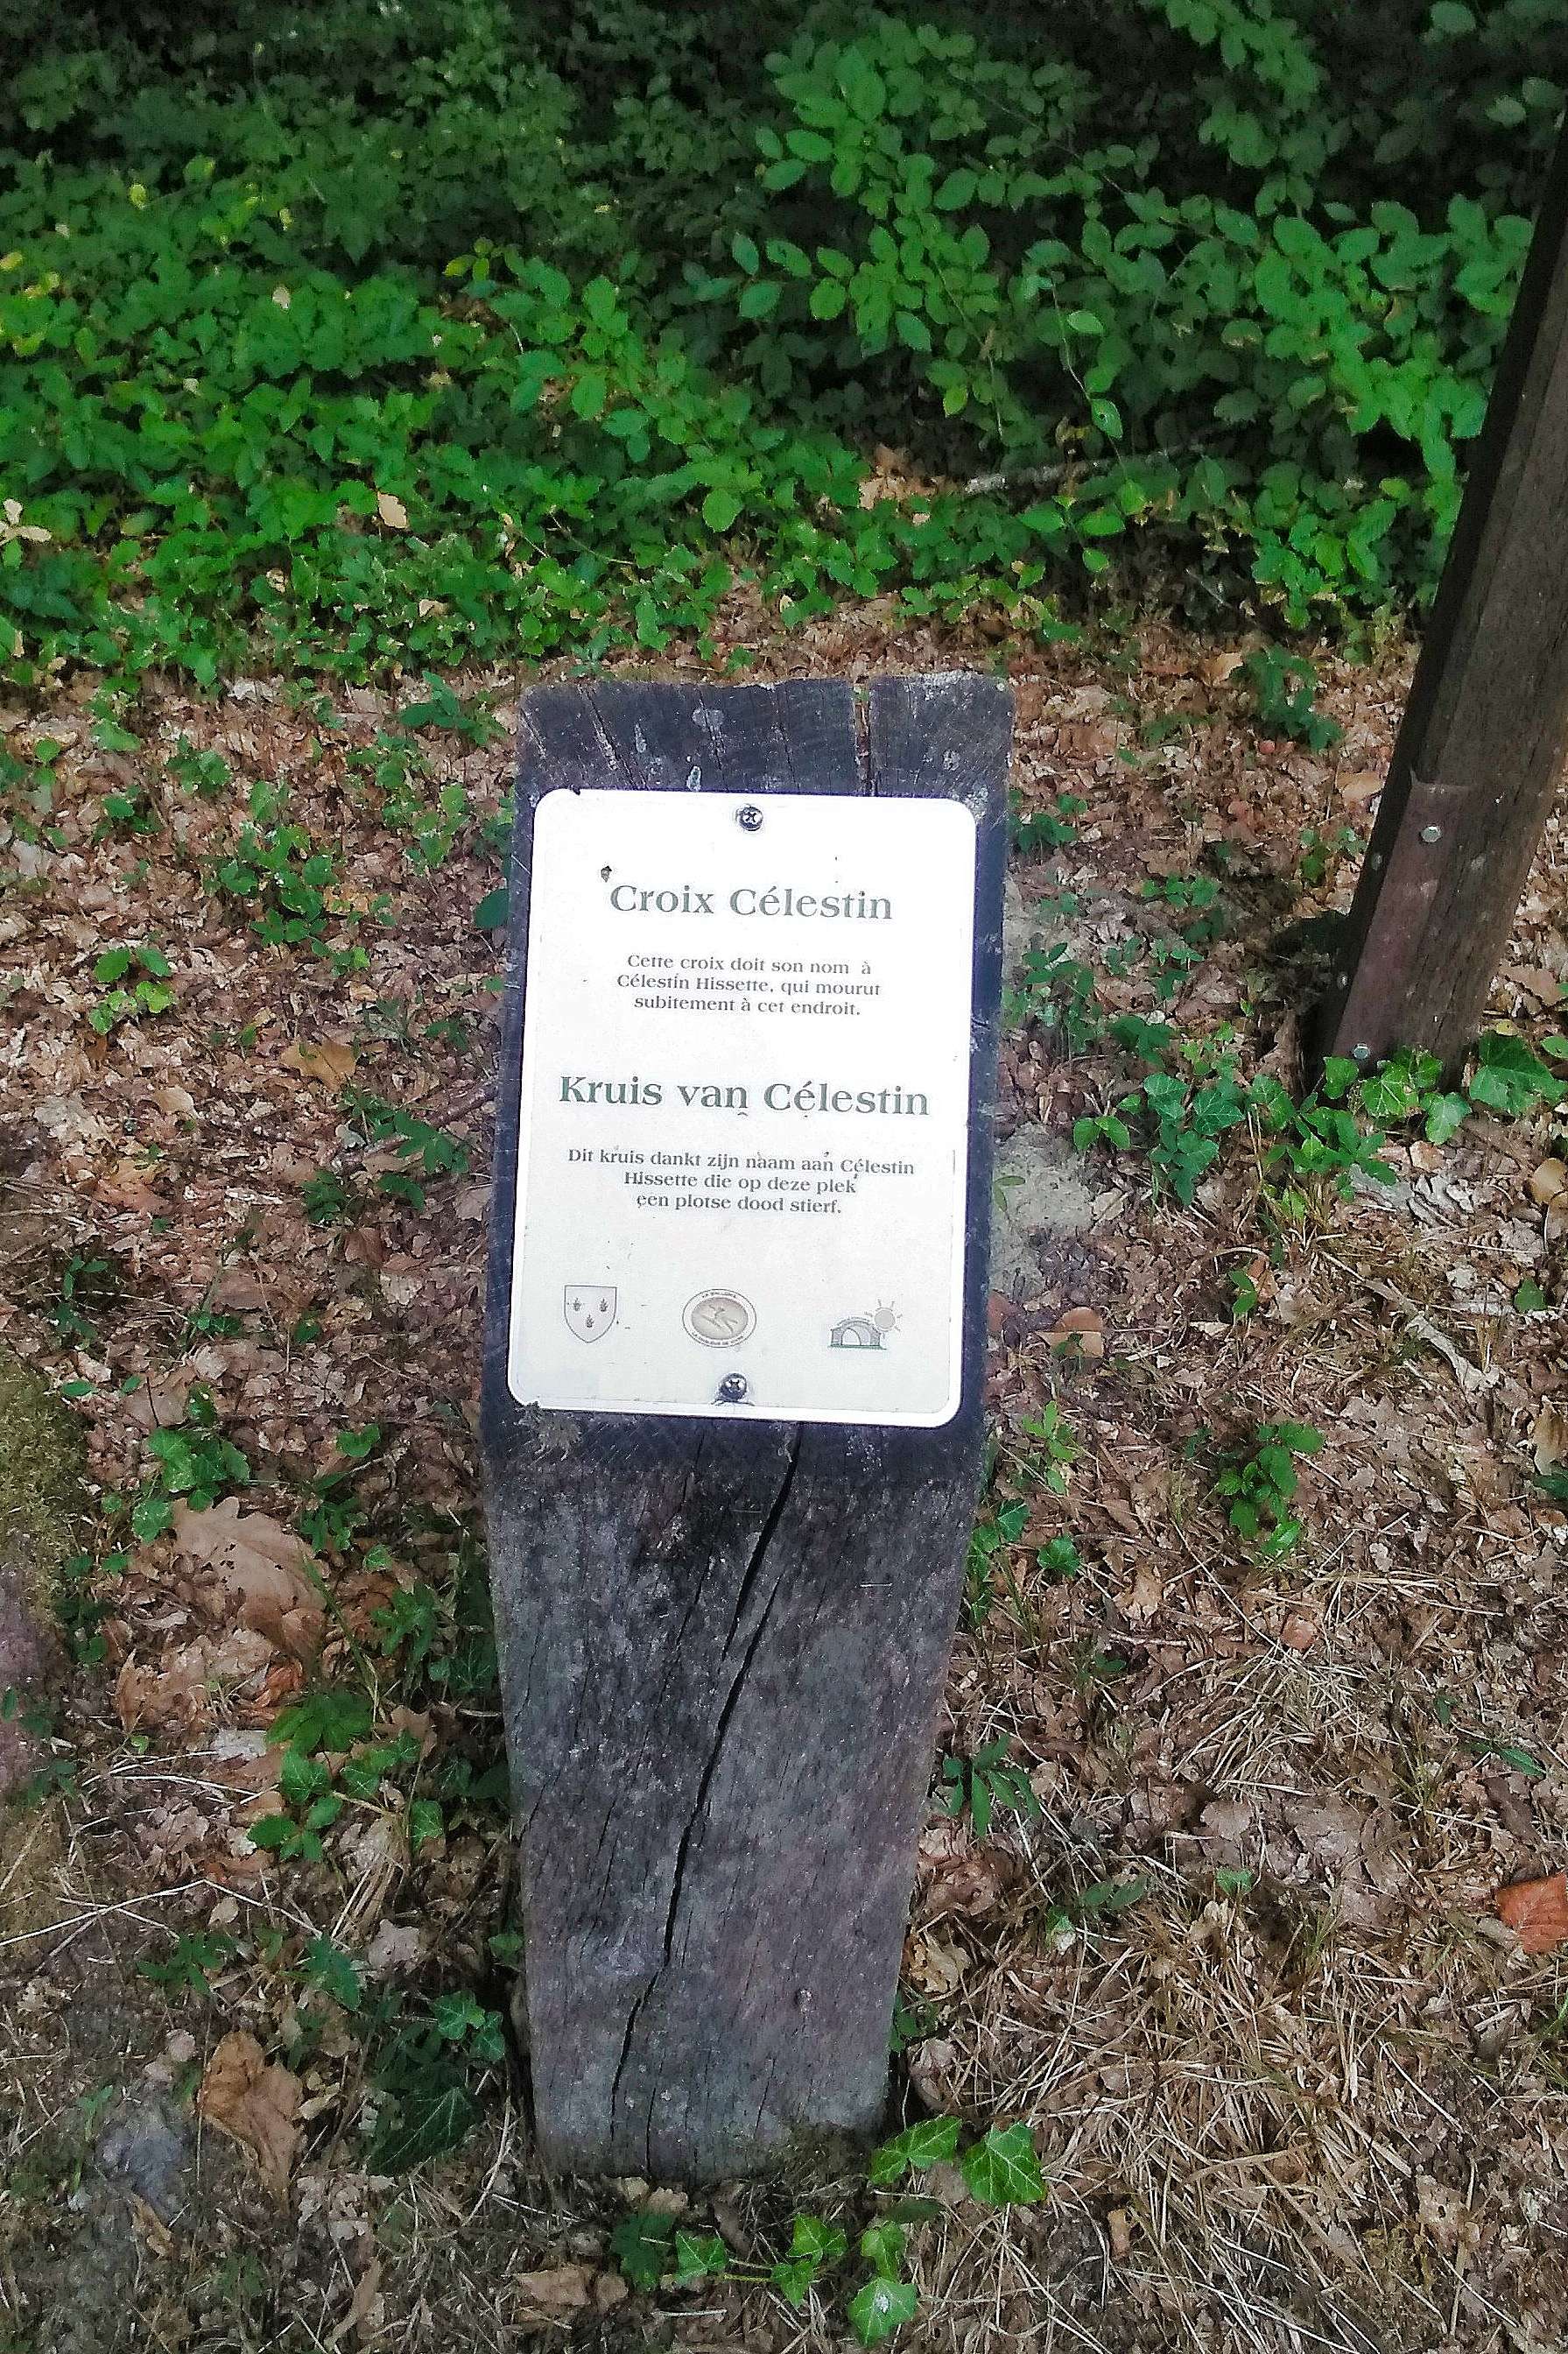 Croix Célestin
Cette croix doit son nom à
Célestin Hissette, qui mourut
subitement à cet endroit.
Kruis van Célestin
Dit kruis dankt zijn naam aan Célestin
Hissette die op deze plek
een plotse dood stierf.